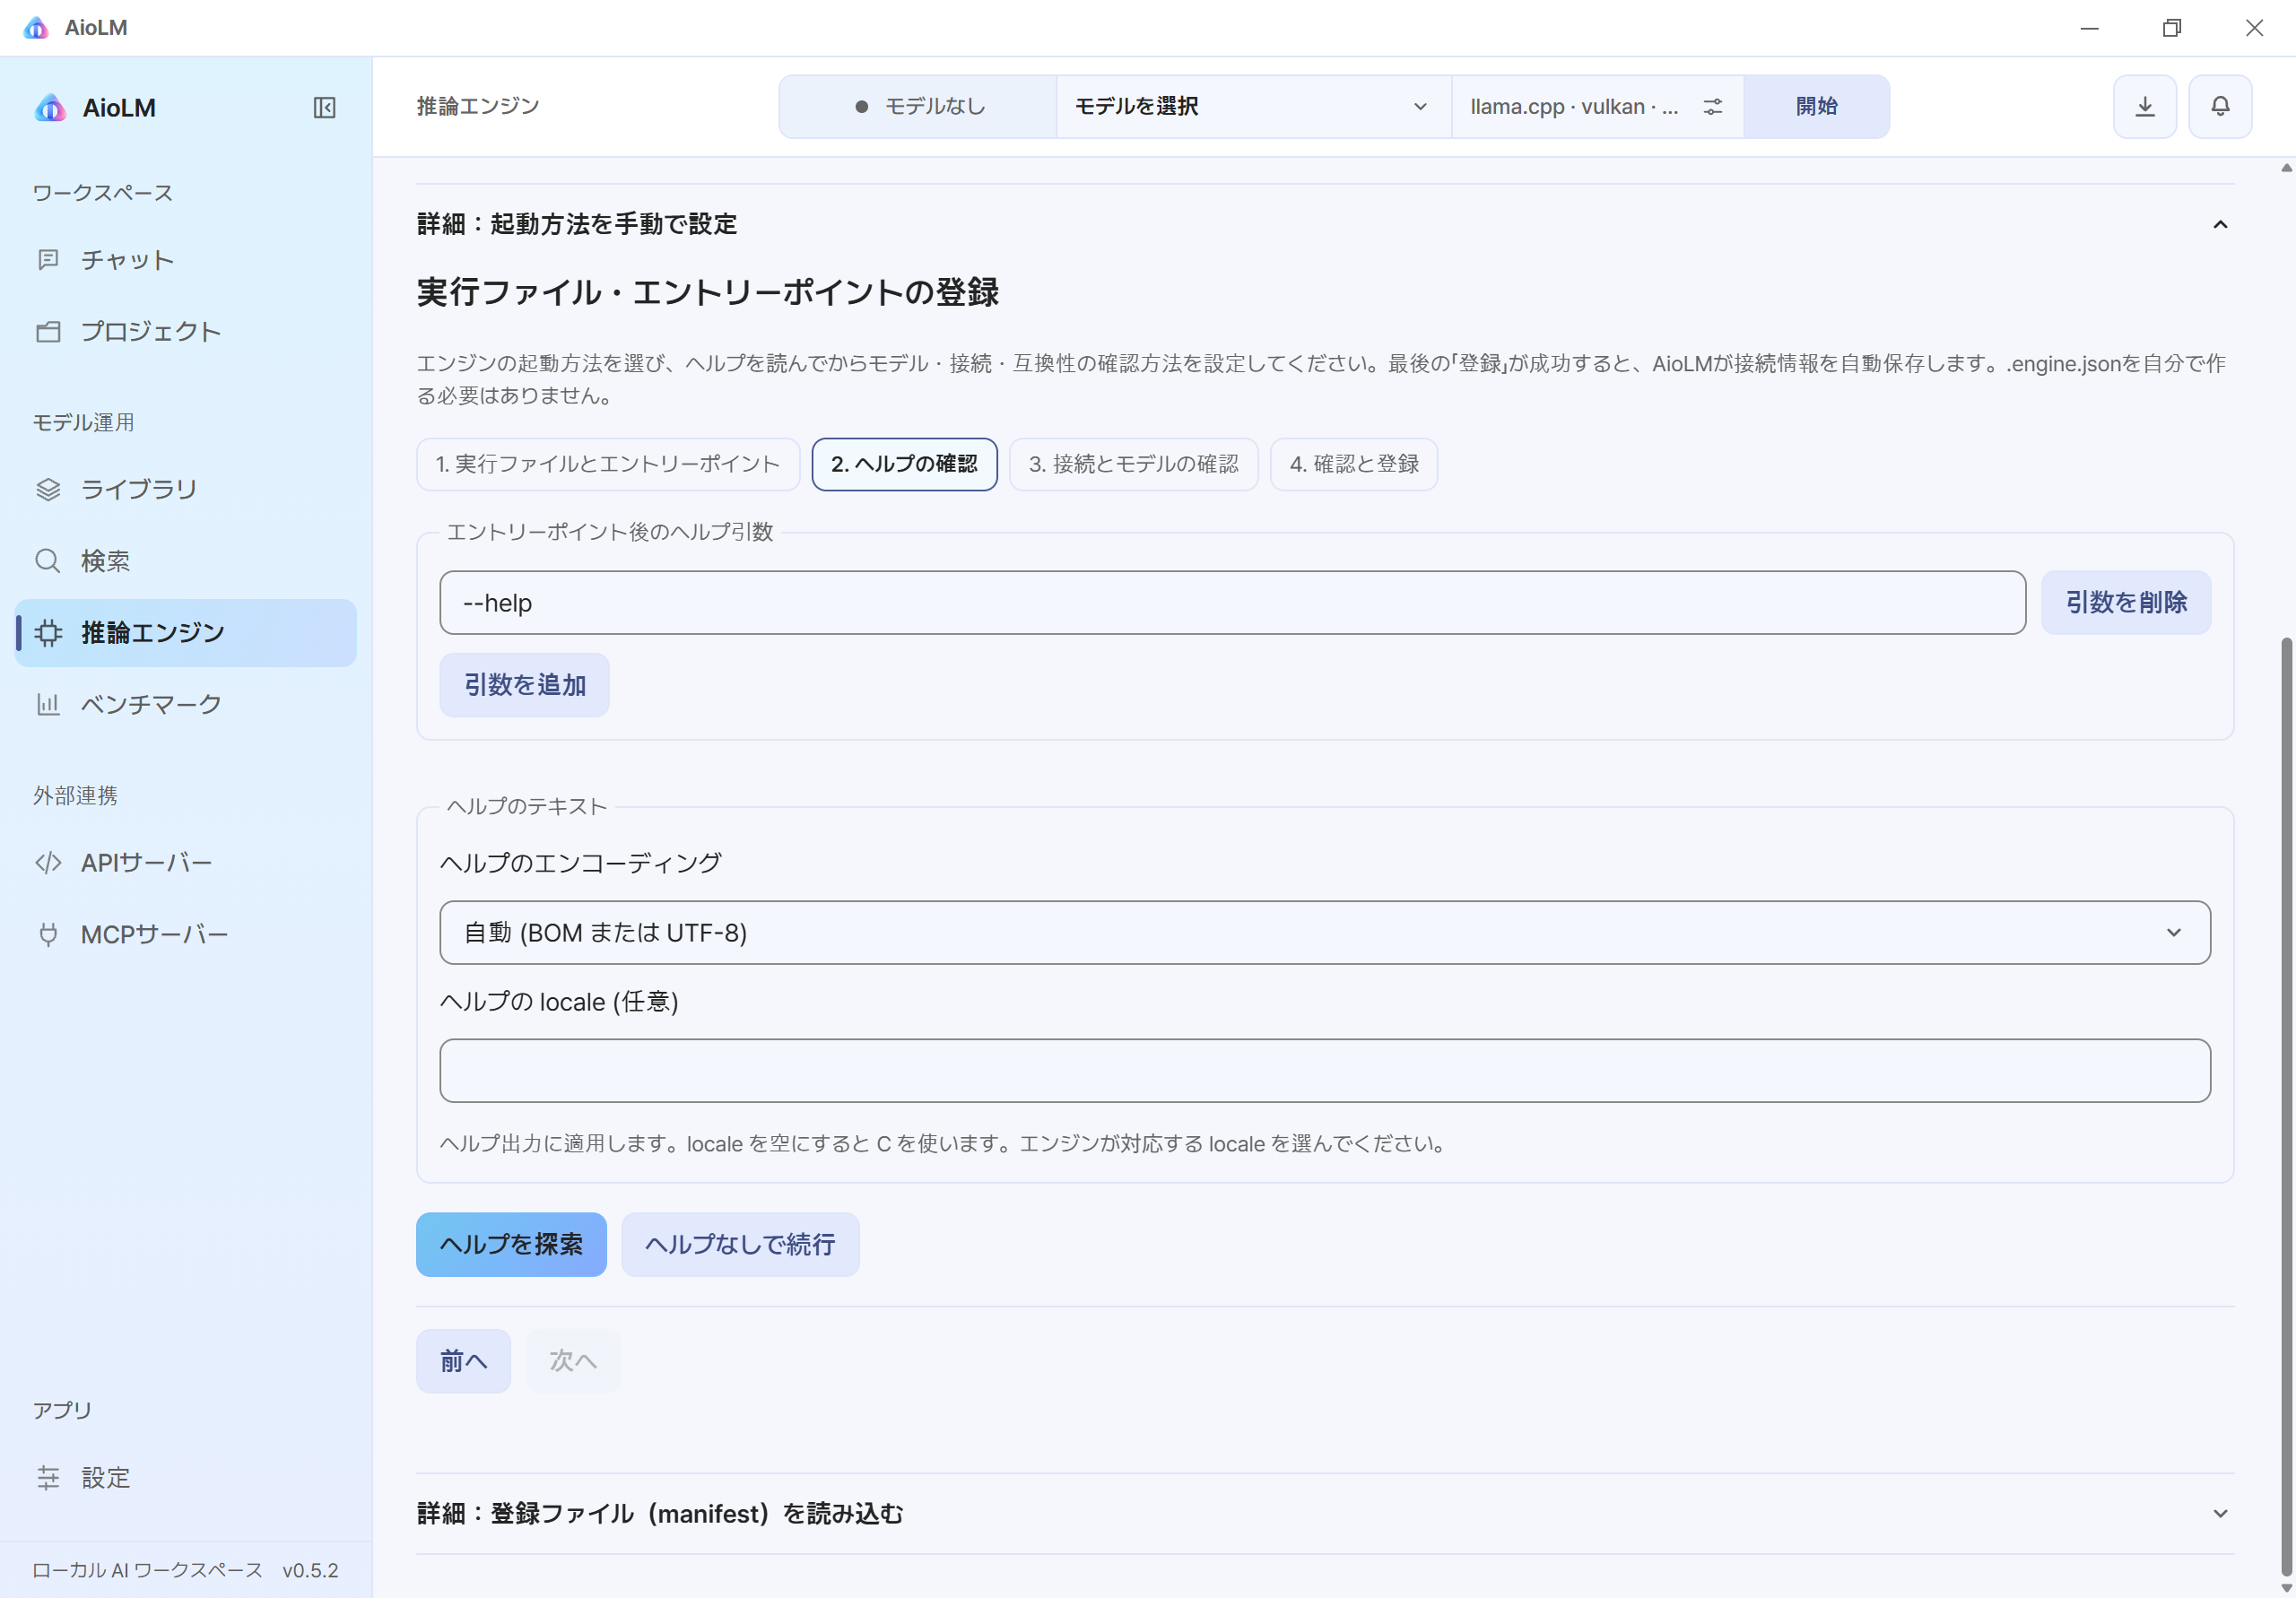 AioLM
AioLM
ワークスペース
チャット
プロジェクト
モデル運用
ライブラリ
検索
推論エンジン
ベンチマーク
外部連携
APIサーバー
MCPサーバー
アプリ
設定
ローカル AI ワークスペース v0.5.2
推論エンジン
モデルなし
モデルを選択
llama.cpp · vulkan · ...
開始
詳細：起動方法を手動で設定
実行ファイル・エントリーポイントの登録
エンジンの起動方法を選び、ヘルプを読んでからモデル・接続・互換性の確認方法を設定してください。最後の「登録」が成功すると、AioLMが接続情報を自動保存します。.engine.jsonを自分で作
る必要はありません。
1. 実行ファイルとエントリーポイント
2. ヘルプの確認
3. 接続とモデルの確認
4. 確認と登録
エントリーポイント後のヘルプ引数
--help
引数を削除
引数を追加
ヘルプのテキスト
ヘルプのエンコーディング
自動 (BOM または UTF-8)
ヘルプの locale (任意)
ヘルプ出力に適用します。locale を空にすると C を使います。エンジンが対応する locale を選んでください。
ヘルプを探索
ヘルプなしで続行
前へ
次へ
詳細：登録ファイル（manifest）を読み込む